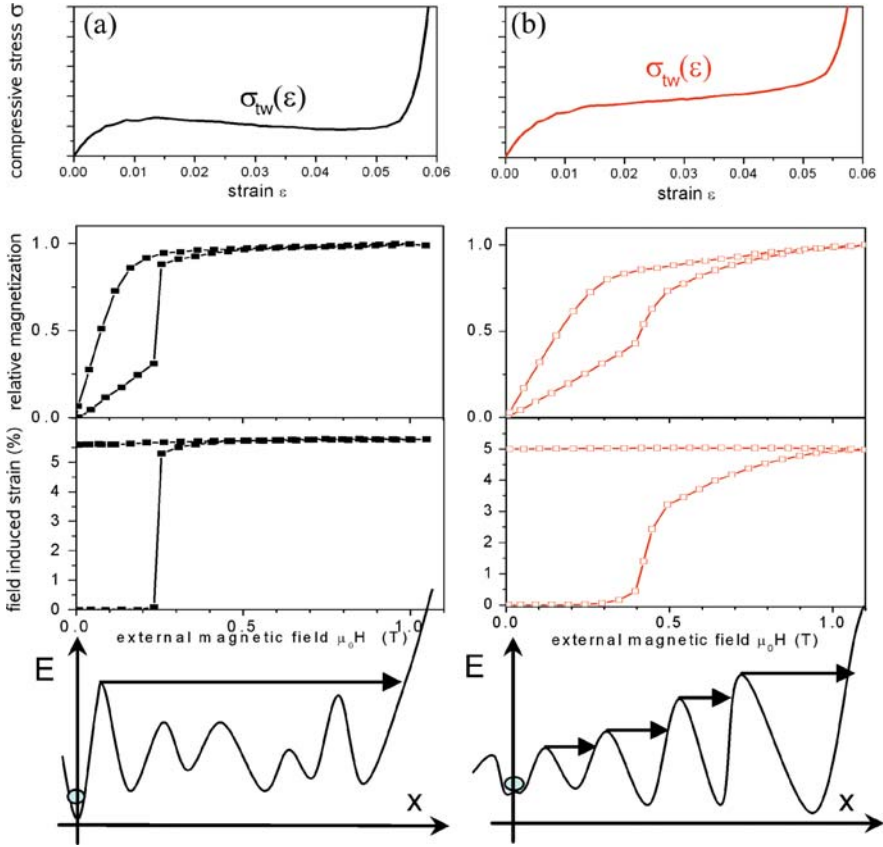 (a)
(b)
compressive stress σ
σtw(ε)
σtw(ε)
0.00 0.01 0.02 0.03 0.04 0.05 0.06
0.00 0.01 0.02 0.03 0.04 0.05 0.06
strain ε
strain ε
relative magnetization
1.0
0.5
0.0
1.0
0.5
0.0
field induced strain (%)
5
4
3
2
1
0
5
4
3
2
1
0
0.0 0.5 1.0
0.0 0.5 1.0
external magnetic field μ₀H (T)
external magnetic field μ₀H (T)
E
x
E
x